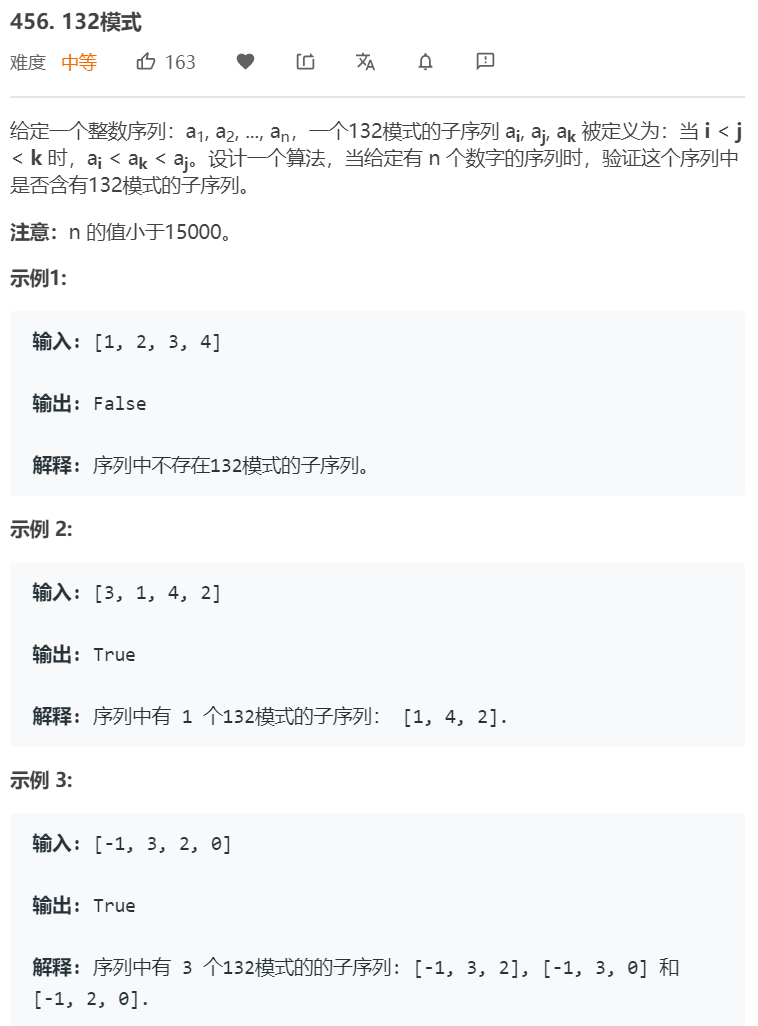 456. 132模式
难度 中等 163
给定一个整数序列：a1, a2, ..., an，一个132模式的子序列 ai, aj, ak 被定义为：当 i < j
< k 时，ai < ak < aj。设计一个算法，当给定有 n 个数字的序列时，验证这个序列中
是否含有132模式的子序列。
注意：n 的值小于15000。
示例1:
输入：[1, 2, 3, 4]
输出：False
解释：序列中不存在132模式的子序列。
示例 2:
输入：[3, 1, 4, 2]
输出：True
解释：序列中有 1 个132模式的子序列： [1, 4, 2].
示例 3:
输入：[-1, 3, 2, 0]
输出：True
解释：序列中有 3 个132模式的的子序列: [-1, 3, 2], [-1, 3, 0] 和
[-1, 2, 0].